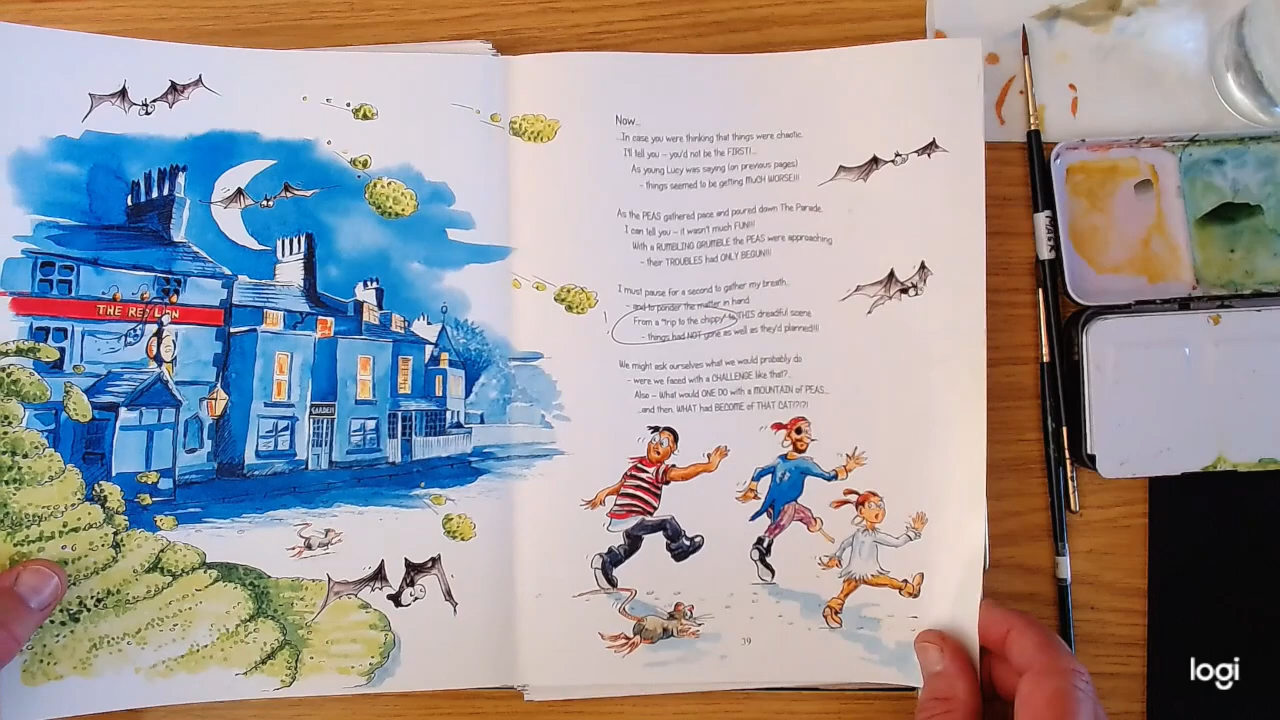 THE RED LION
GARDEN
Now...
...In case you were thinking that things were chaotic.
I'll tell you – you'd not be the FIRST!...
As young Lucy was saying (on previous pages)
– things seemed to be getting MUCH WORSE!!!
As the PEAS gathered pace and poured down The Parade,
I can tell you – it wasn't much FUN!!!
With a RUMBLING GRUMBLE the PEAS were approaching
– their TROUBLES had ONLY BEGUN!!!
I must pause for a second to gather my breath,
– and to ponder the matter in hand:
From a "trip to the chippy" to THIS dreadful scene,
– things had NOT gone as well as they'd planned!!!
We might ask ourselves what we would probably do
– were we faced with a CHALLENGE like that?...
Also – What would ONE DO with a MOUNTAIN of PEAS...
...and then, WHAT had BECOME of THAT CAT!?!?!
39
logi